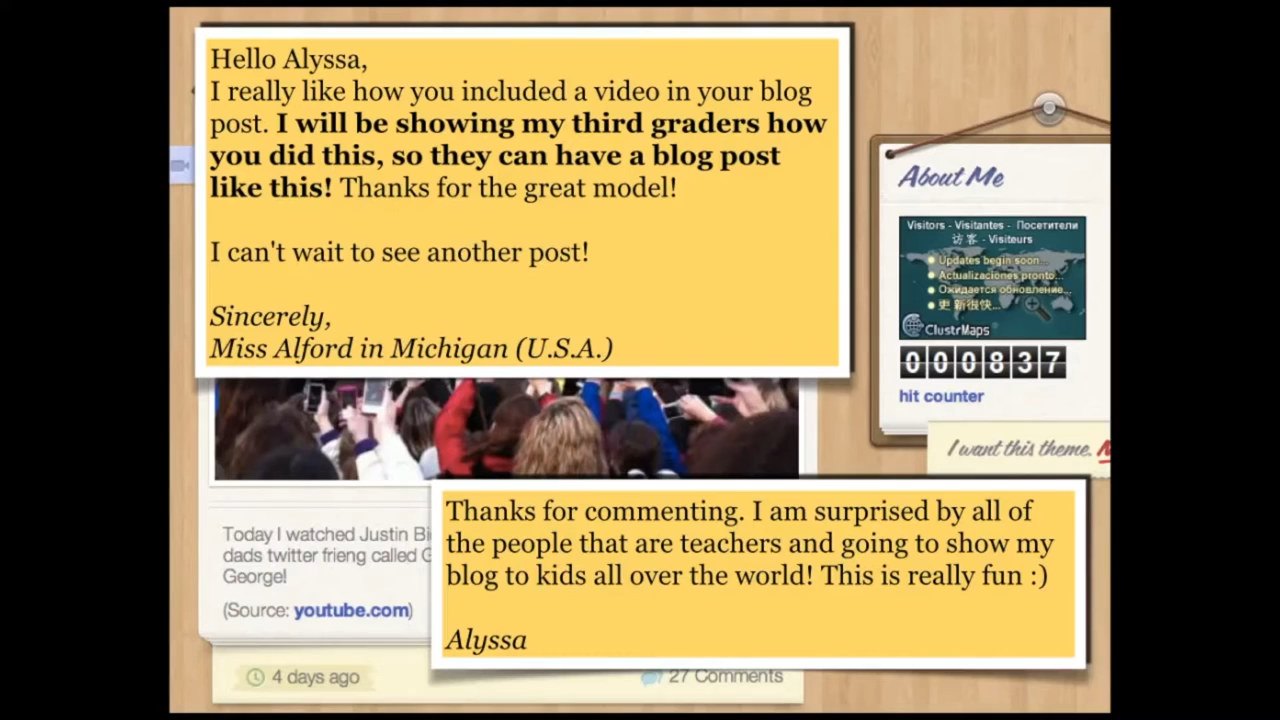 Hello Alyssa,
I really like how you included a video in your blog
post. I will be showing my third graders how
you did this, so they can have a blog post
like this! Thanks for the great model!
I can't wait to see another post!
Sincerely,
Miss Alford in Michigan (U.S.A.)
About Me
Visitors - Visitantes - Посетители
访客 - Visiteurs
Updates begin soon...
Actualizaciones pronto...
Ожидается обновление...
更新很快...
ClustrMaps
000837
hit counter
I want this theme.
Today I watched Justin
dads twitter frieng called
George!
(Source: youtube.com)
Thanks for commenting. I am surprised by all of
the people that are teachers and going to show my
blog to kids all over the world! This is really fun :)
Alyssa
4 days ago
27 Comments